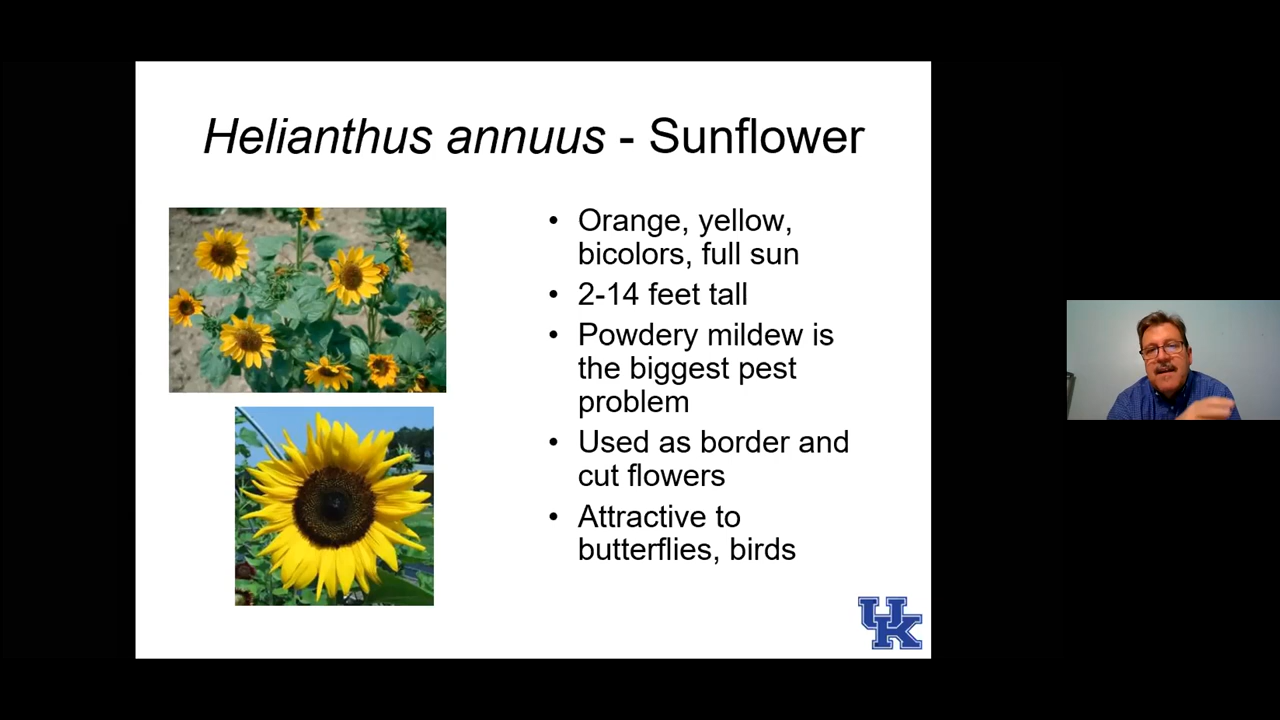 Helianthus annuus - Sunflower
• Orange, yellow,
bicolors, full sun
• 2-14 feet tall
• Powdery mildew is
the biggest pest
problem
• Used as border and
cut flowers
• Attractive to
butterflies, birds
UK